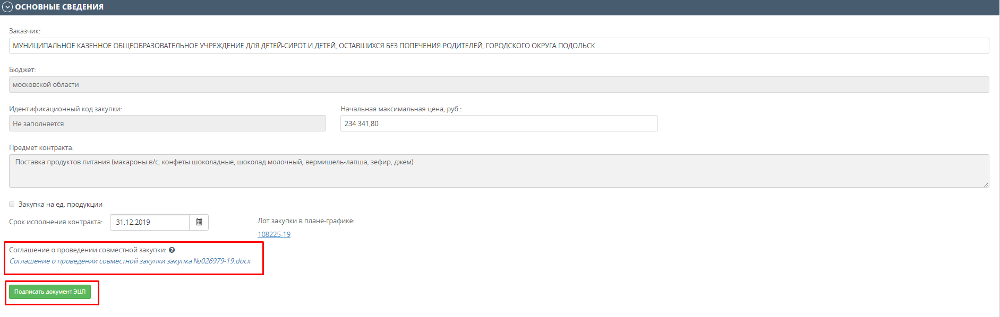 ОСНОВНЫЕ СВЕДЕНИЯ
Заказчик:
МУНИЦИПАЛЬНОЕ КАЗЕННОЕ ОБЩЕОБРАЗОВАТЕЛЬНОЕ УЧРЕЖДЕНИЕ ДЛЯ ДЕТЕЙ-СИРОТ И ДЕТЕЙ, ОСТАВШИХСЯ БЕЗ ПОПЕЧЕНИЯ РОДИТЕЛЕЙ, ГОРОДСКОГО ОКРУГА ПОДОЛЬСК
Бюджет:
московской области
Идентификационный код закупки:
Не заполняется
Начальная максимальная цена, руб.:
234 341,80
Предмет контракта:
Поставка продуктов питания (макароны в/с, конфеты шоколадные, шоколад молочный, вермишель-лапша, зефир, джем)
Закупка на ед. продукции
Срок исполнения контракта: 31.12.2019
Лот закупки в плане-графике:
108225-19
Соглашение о проведении совместной закупки: ?
Соглашение о проведении совместной закупки закупка №026979-19.docx
Подписать документ ЭЦП